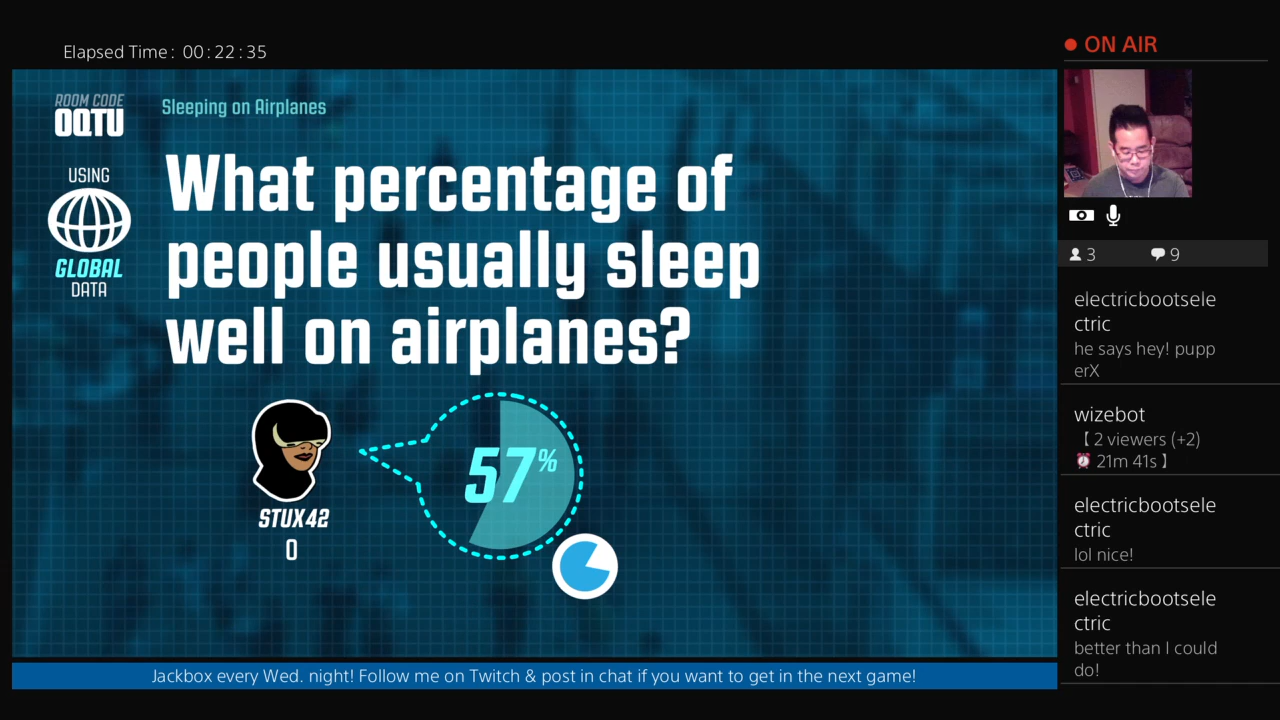 Elapsed Time: 00:22:35
ON AIR
ROOM CODE
OQTU
Sleeping on Airplanes
USING
GLOBAL
DATA
What percentage of
people usually sleep
well on airplanes?
57%
STUX42
0
3
9
electricbootsele
ctric
he says hey! pupp
erX
wizebot
【 2 viewers (+2)
⏰ 21m 41s 】
electricbootsele
ctric
lol nice!
electricbootsele
ctric
better than I could
do!
Jackbox every Wed. night! Follow me on Twitch & post in chat if you want to get in the next game!